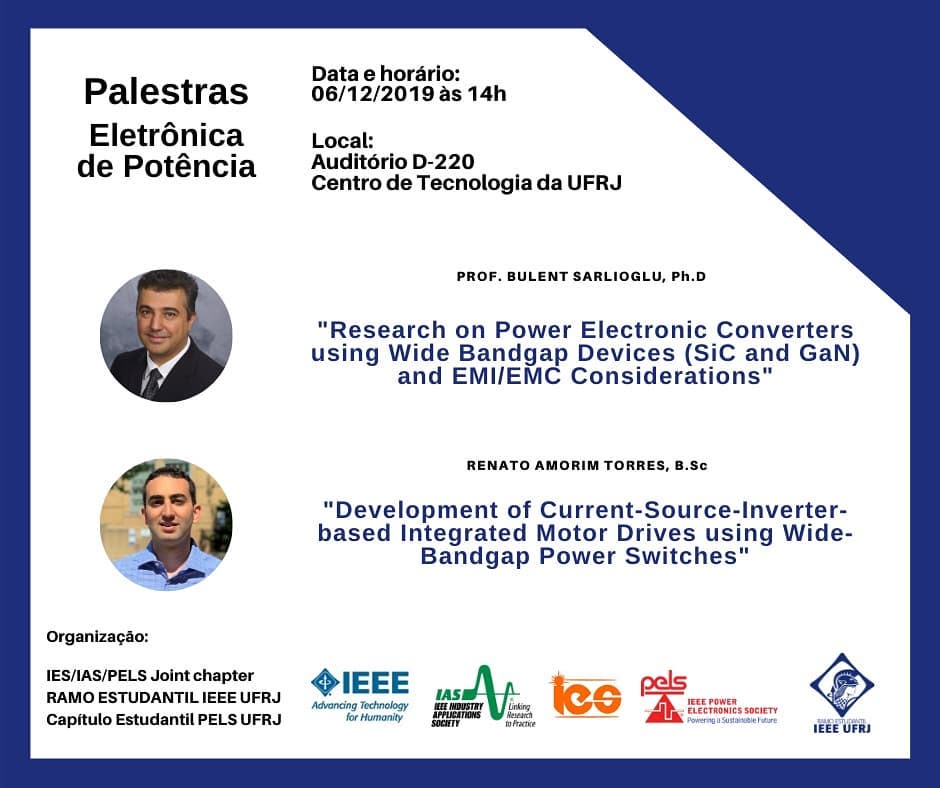 Palestras
Eletrônica
de Potência
Data e horário:
06/12/2019 às 14h
Local:
Auditório D-220
Centro de Tecnologia da UFRJ
PROF. BULENT SARLIOGLU, Ph.D
"Research on Power Electronic Converters
using Wide Bandgap Devices (SiC and GaN)
and EMI/EMC Considerations"
RENATO AMORIM TORRES, B.Sc
"Development of Current-Source-Inverter-
based Integrated Motor Drives using Wide-
Bandgap Power Switches"
Organização:
IES/IAS/PELS Joint chapter
RAMO ESTUDANTIL IEEE UFRJ
Capítulo Estudantil PELS UFRJ
IEEE
Advancing Technology
for Humanity
IAS
IEEE INDUSTRY
APPLICATIONS
SOCIETY
®
Linking
Research
to Practice
ies
pels
IEEE POWER
ELECTRONICS SOCIETY
Powering a Sustainable Future
RAMO ESTUDANTIL
IEEE UFRJ